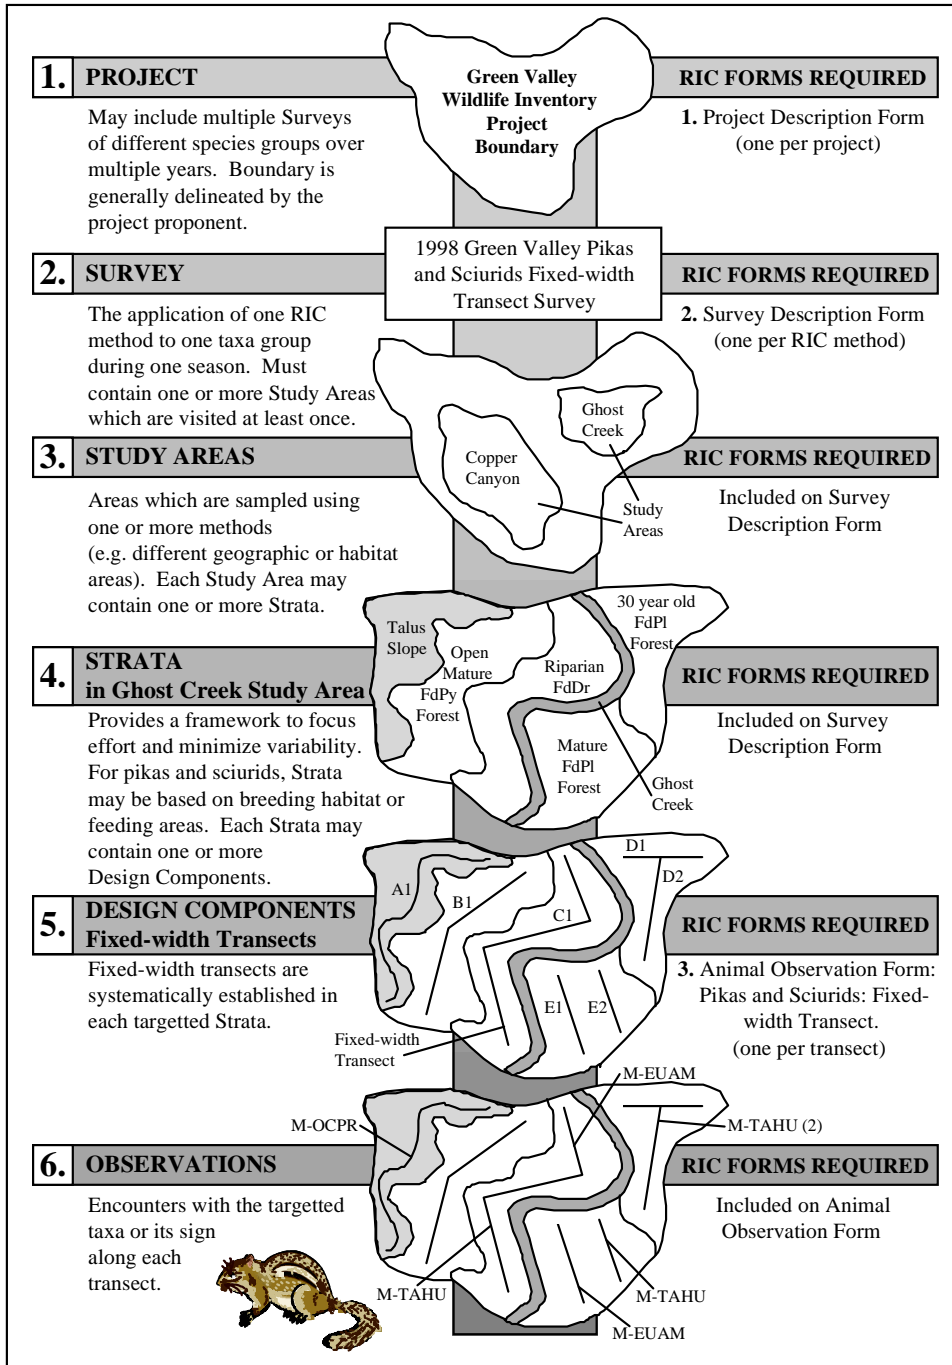 Green Valley
Wildlife Inventory
Project
Boundary
1. PROJECT
RIC FORMS REQUIRED
May include multiple Surveys
of different species groups over
multiple years. Boundary is
generally delineated by the
project proponent.
1. Project Description Form
(one per project)
1998 Green Valley Pikas
and Sciurids Fixed-width
Transect Survey
2. SURVEY
RIC FORMS REQUIRED
The application of one RIC
method to one taxa group
during one season. Must
contain one or more Study Areas
which are visited at least once.
2. Survey Description Form
(one per RIC method)
Ghost
Creek
Copper
Canyon
Study
Areas
3. STUDY AREAS
RIC FORMS REQUIRED
Areas which are sampled using
one or more methods
(e.g. different geographic or habitat
areas). Each Study Area may
contain one or more Strata.
Included on Survey
Description Form
Talus
Slope
Open
Mature
FdPy
Forest
Riparian
FdDr
30 year old
FdPl
Forest
Mature
FdPl
Forest
Ghost
Creek
4. STRATA
in Ghost Creek Study Area
RIC FORMS REQUIRED
Provides a framework to focus
effort and minimize variability.
For pikas and sciurids, Strata
may be based on breeding habitat or
feeding areas. Each Strata may
contain one or more
Design Components.
Included on Survey
Description Form
A1
B1
C1
D1
D2
E1
E2
Fixed-width
Transect
5. DESIGN COMPONENTS
Fixed-width Transects
RIC FORMS REQUIRED
Fixed-width transects are
systematically established in
each targetted Strata.
3. Animal Observation Form:
Pikas and Sciurids: Fixed-
width Transect.
(one per transect)
M-EUAM
M-OCPR
M-TAHU (2)
6. OBSERVATIONS
RIC FORMS REQUIRED
Encounters with the targetted
taxa or its sign
along each
transect.
Included on Animal
Observation Form
M-TAHU
M-TAHU
M-EUAM